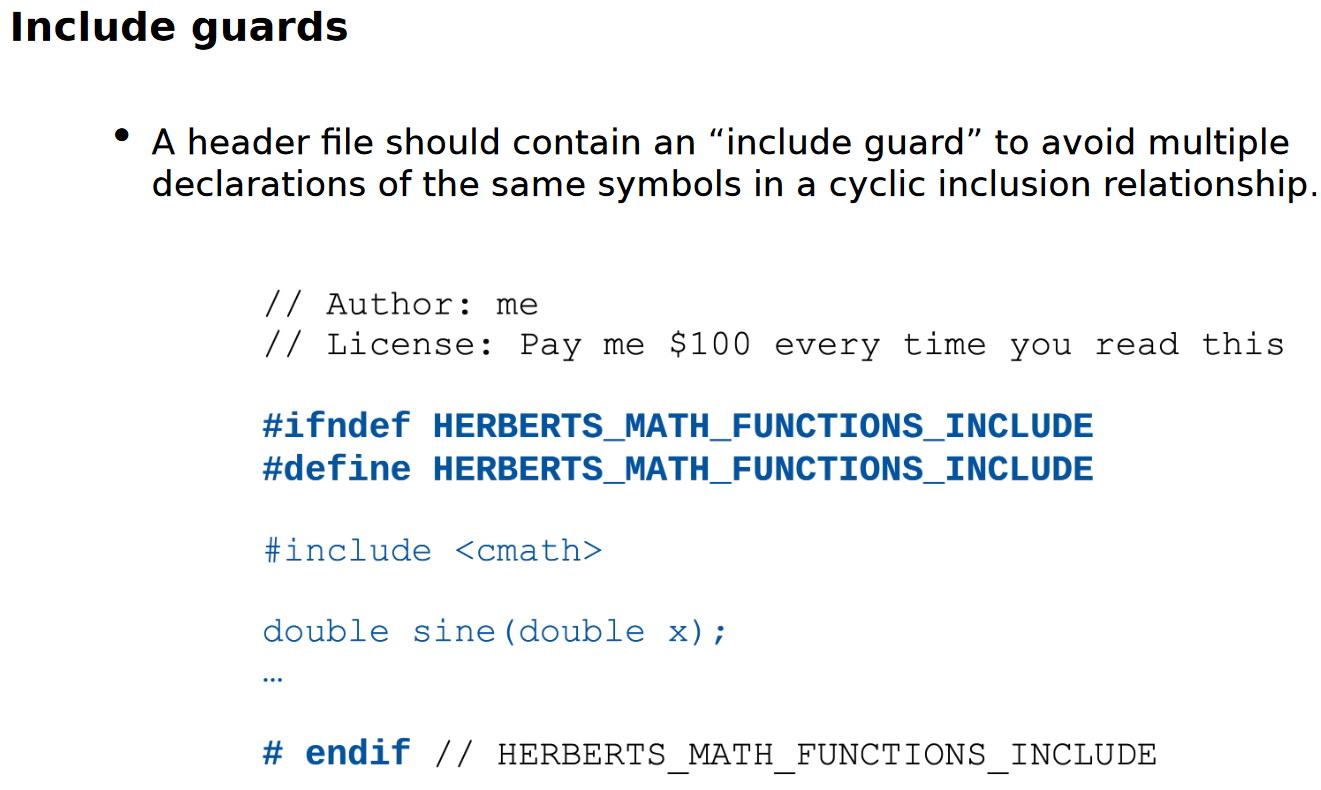 Include guards
• A header file should contain an “include guard” to avoid multiple
declarations of the same symbols in a cyclic inclusion relationship.
// Author: me
// License: Pay me $100 every time you read this
#ifndef HERBERTS_MATH_FUNCTIONS_INCLUDE
#define HERBERTS_MATH_FUNCTIONS_INCLUDE
#include <cmath>
double sine(double x);
…
# endif // HERBERTS_MATH_FUNCTIONS_INCLUDE